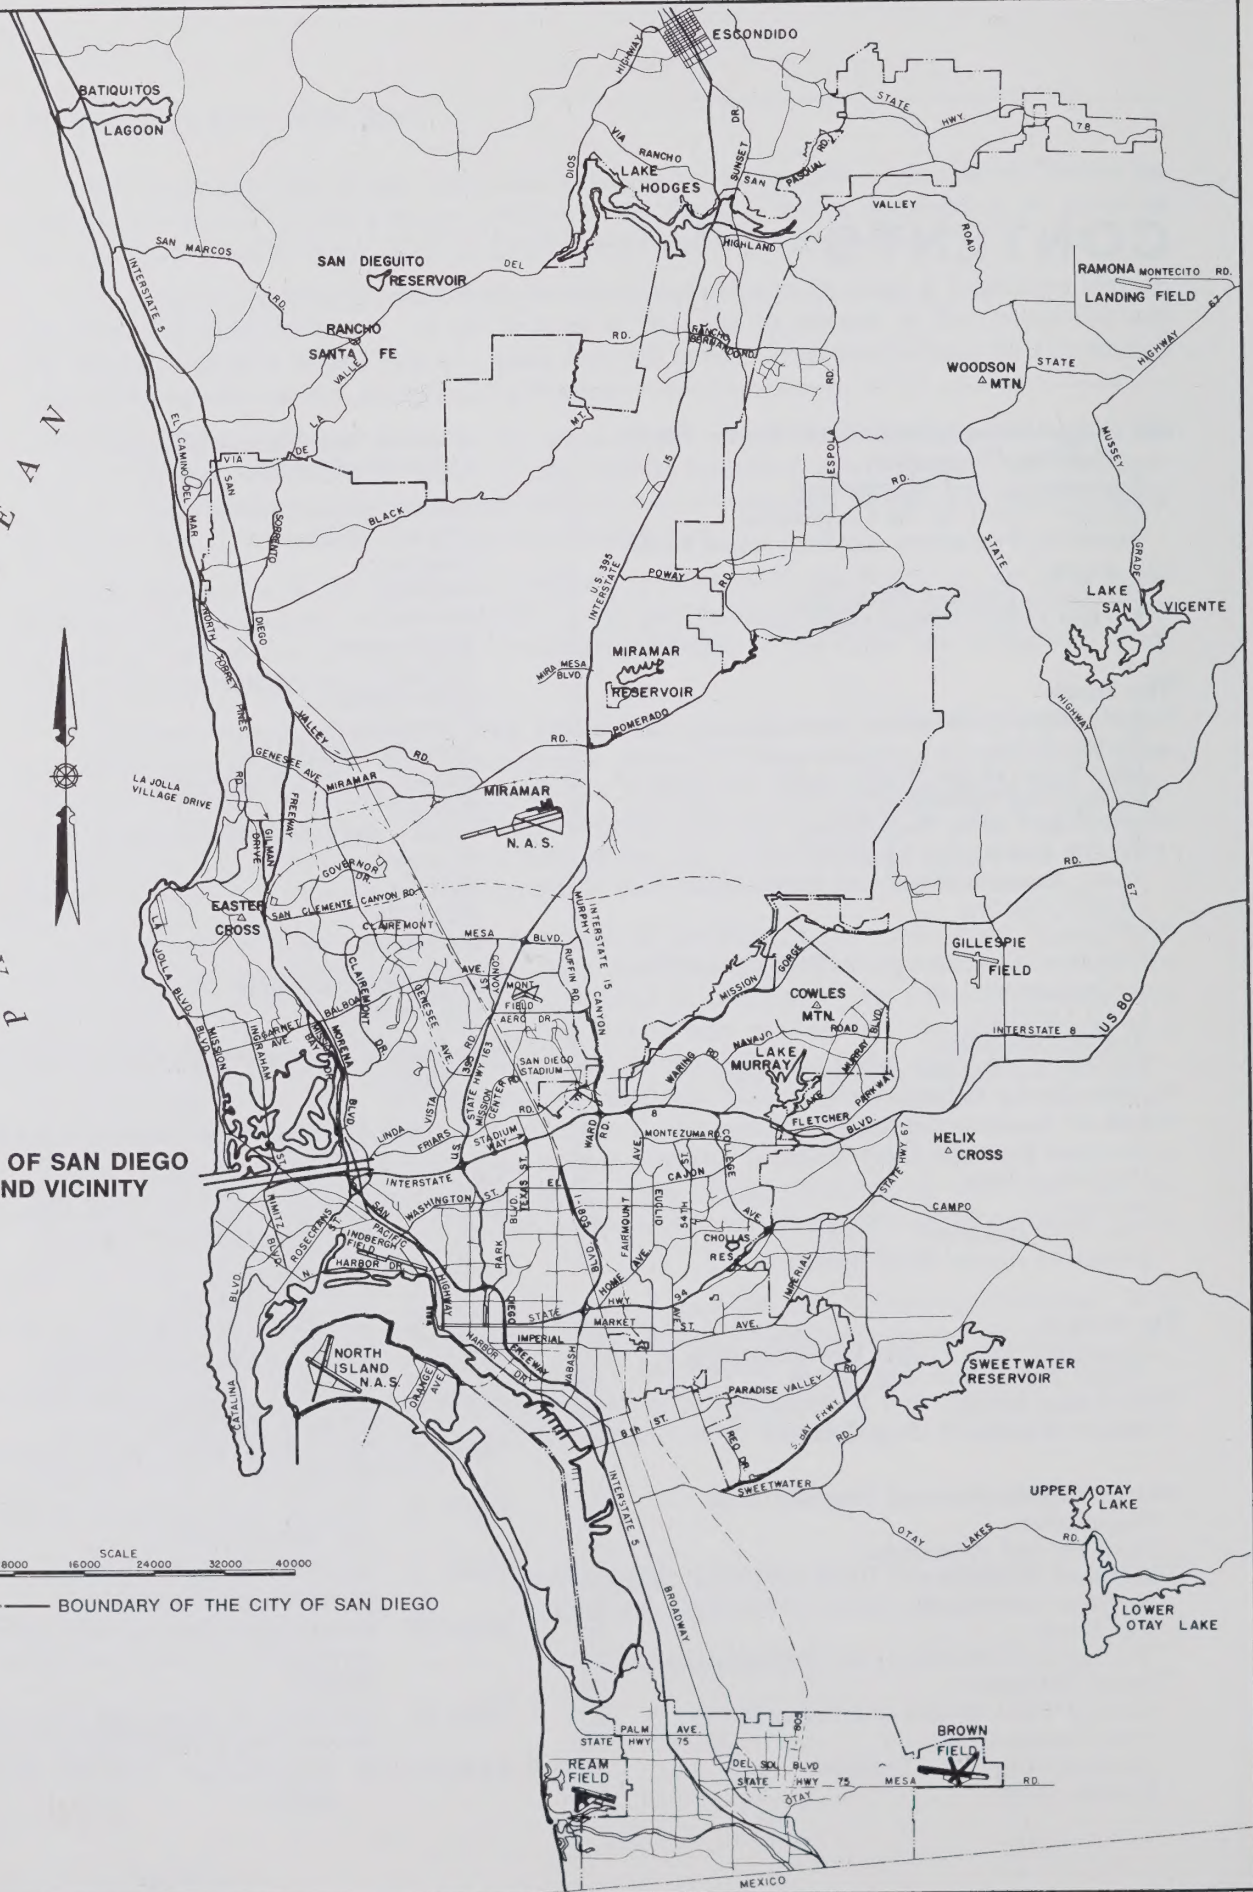 ESCONDIDO
BATIQUITOS
LAGOON
HIGHWAY
STATE
HWY
78
DR
VIA
RANCHO
SUNSET
SAN
PASQUAL
RD.
DIOS
LAKE
HODGES
VALLEY
ROAD
HIGHLAND
SAN MARCOS
RD.
SAN DIEGUITO
RESERVOIR
DEL
INTERSTATE 5
RAMONA
MONTECITO RD.
LANDING FIELD
67
HIGHWAY
RANCHO
SANTA FE
RD.
RANCHO
BERNARDO RD.
WOODSON
MTN.
STATE
VALLE
LA
DE
VIA
MT.
EL
CAMINO
DEL
MAR
SAN
SORRENTO
BLACK
15
ESPOLA
RD.
RD.
MUSSEY
GRADE
STATE
U.S. 395
INTERSTATE
POWAY
RD.
LAKE
SAN
VICENTE
NORTH
TORREY
PINES
RD.
DIEGO
MIRA MESA
BLVD.
MIRAMAR
RESERVOIR
POMERADO
RD.
HIGHWAY
VALLEY
RD.
GENESEE AVE.
MIRAMAR
LA JOLLA
VILLAGE DRIVE
FREEWAY
GILMAN
DRIVE
MIRAMAR
N. A. S.
GOVERNOR
DR.
RD.
67
EASTER
CROSS
SAN CLEMENTE CANYON RD.
CLAIREMONT
MESA
BLVD.
MURPHY
CANYON
INTERSTATE 15
LA
JOLLA BLVD.
CLAIREMONT
DR.
CONVOY
ST.
RUFFIN RD.
AVE.
MONT.
FIELD
AERO DR.
MISSION
GORGE
GILLESPIE
FIELD
COWLES
MTN.
BALBOA
GENESEE
AVE.
MISSION
BLVD.
GARNET
AVE.
INGRAHAM
ST.
MISSION
BAY DR.
MORENA
BLVD
NAVAJO
ROAD
WARING
RD
LAKE
MURRAY
LAKE
MURRAY
BLVD
INTERSTATE 8
US 80
395
STATE HWY 163
MISSION
CENTER
RD
SAN DIEGO
STADIUM
LINDA
VISTA
RD
FRIARS
RD.
STADIUM
WAY
U.S.
WARD
RD.
8
MONTEZUMA RD.
COLLEGE
AVE
FLETCHER
PARKWAY
BLVD.
STATE HWY 67
HELIX
CROSS
OF SAN DIEGO
ND VICINITY
INTERSTATE
WASHINGTON ST.
TEXAS ST.
EL
CAJON
PARK
BLVD.
I-805
BLVD.
FAIRMOUNT
AVE.
EUCLID
AVE
54TH
ST.
CAMPO
NIMITZ
BLVD.
ROSECRANS
ST.
SAN
DIEGO
FREEWAY
PACIFIC
HIGHWAY
INDBERGH
FIELD
N
HARBOR DR.
CHOLLAS
RES.
HOME AVE.
IMPERIAL
AVE.
STATE
HWY
94
MARKET
ST.
IMPERIAL
HARBOR
DR.
WABASH
CATALINA
BLVD
NORTH
ISLAND
N.A.S.
ORANGE
AVE.
SWEETWATER
RESERVOIR
PARADISE VALLEY
RD
8th ST.
REO DR.
S. BAY FRWY.
SWEETWATER
RD.
INTERSTATE 5
UPPER OTAY
LAKE
OTAY
LAKES
RD.
LOWER
OTAY LAKE
SCALE
8000 16000 24000 32000 40000
BOUNDARY OF THE CITY OF SAN DIEGO
BROADWAY
PALM AVE.
STATE HWY 75
I-805
REAM
FIELD
DEL SOL BLVD
STATE HWY 75
OTAY
MESA
RD
BROWN
FIELD
MEXICO